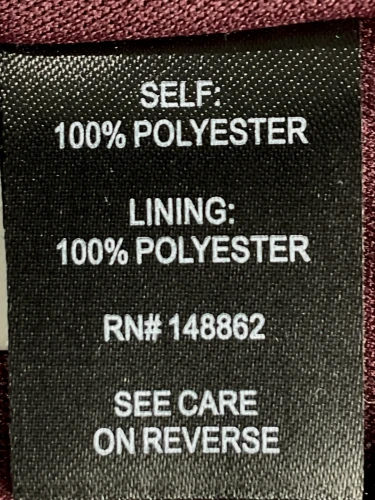 SELF:
100% POLYESTER
LINING:
100% POLYESTER
RN# 148862
SEE CARE
ON REVERSE